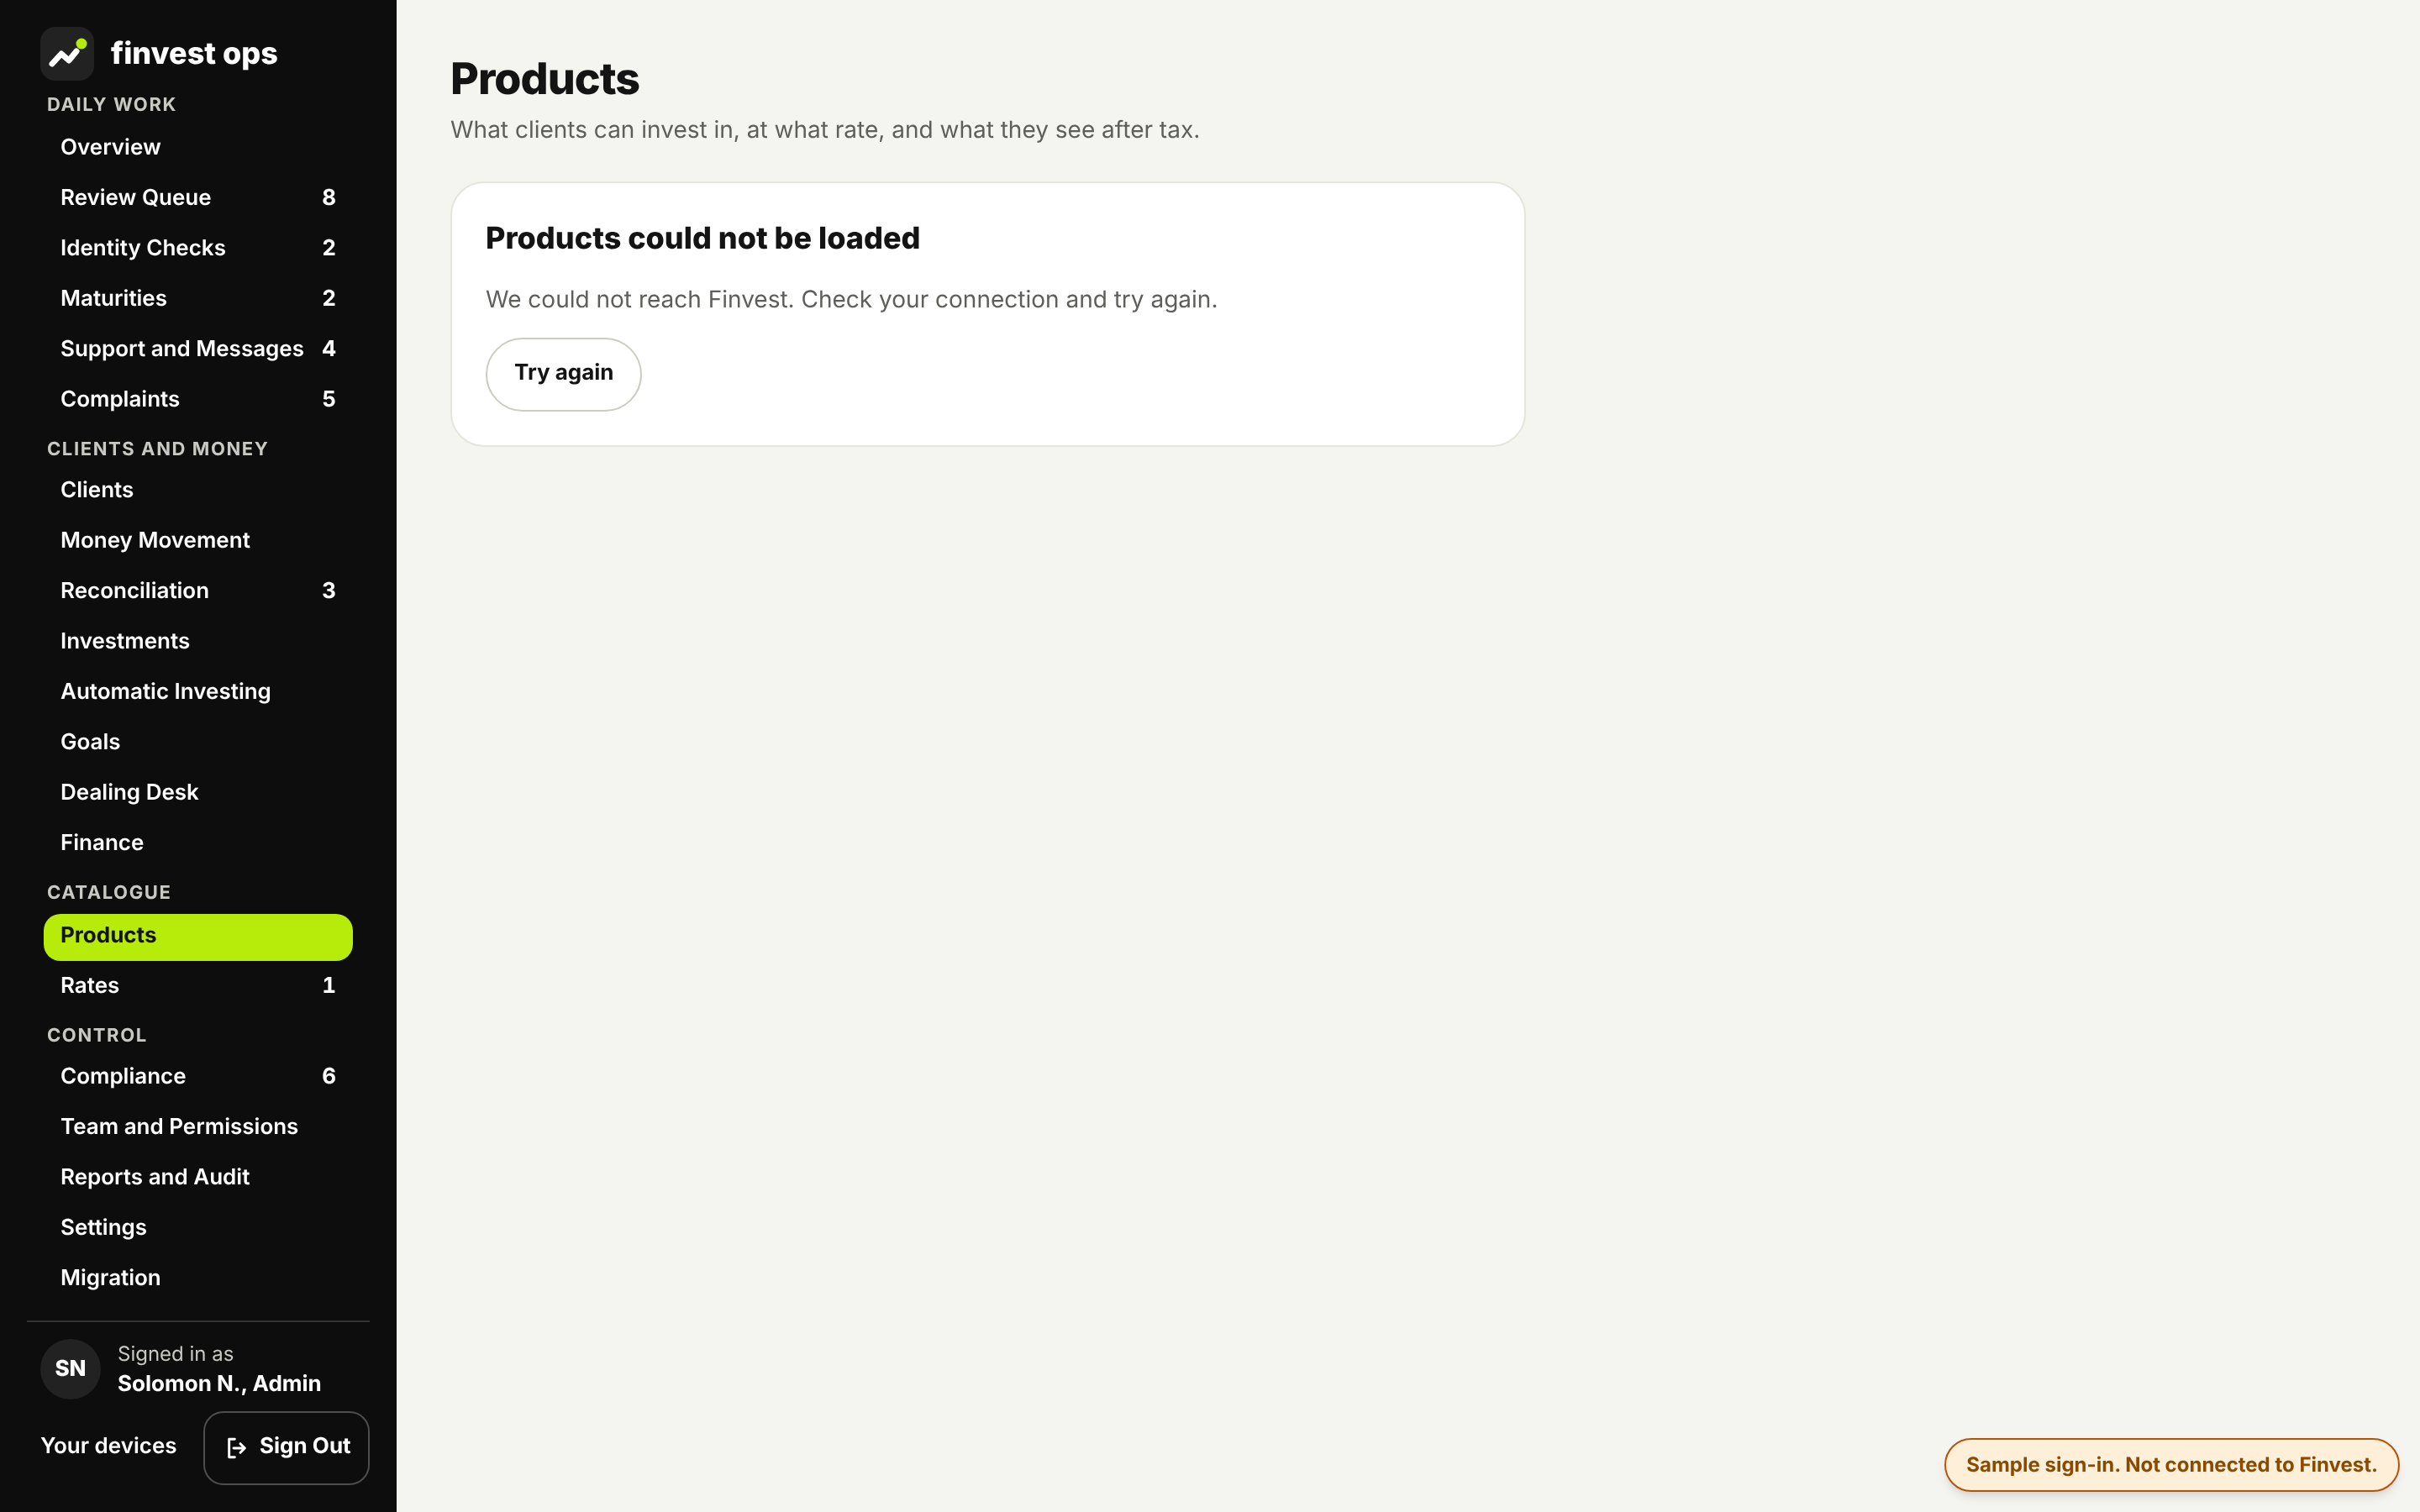 finvest ops
DAILY WORK
Overview
Review Queue 8
Identity Checks 2
Maturities 2
Support and Messages 4
Complaints 5
CLIENTS AND MONEY
Clients
Money Movement
Reconciliation 3
Investments
Automatic Investing
Goals
Dealing Desk
Finance
CATALOGUE
Products
Rates 1
CONTROL
Compliance 6
Team and Permissions
Reports and Audit
Settings
Migration
SN
Signed in as
Solomon N., Admin
Your devices
Sign Out
Products
What clients can invest in, at what rate, and what they see after tax.
Products could not be loaded
We could not reach Finvest. Check your connection and try again.
Try again
Sample sign-in. Not connected to Finvest.